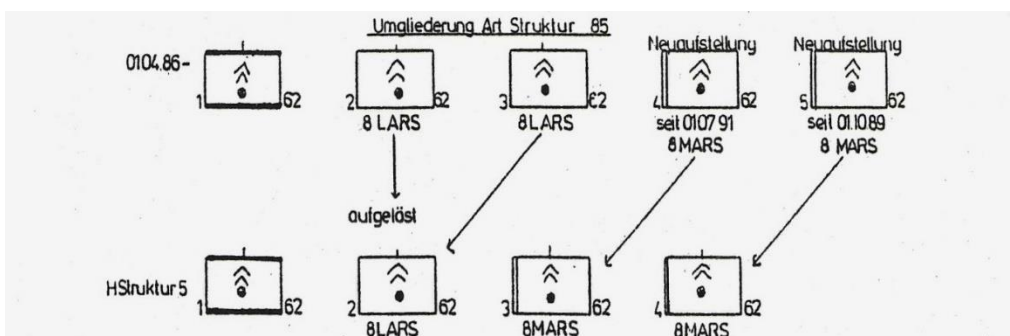 Umgliederung Art Struktur 85
Neuaufstellung Neuaufstellung
01.04.86-
1 62 2 62 3 62 4 62 5 62
8 LARS 8 LARS seit 01.07.91 seit 01.10.89
8 MARS 8 MARS
aufgelöst
HStruktur 5
1 62 2 62 3 62 4 62
8LARS 8MARS 8MARS